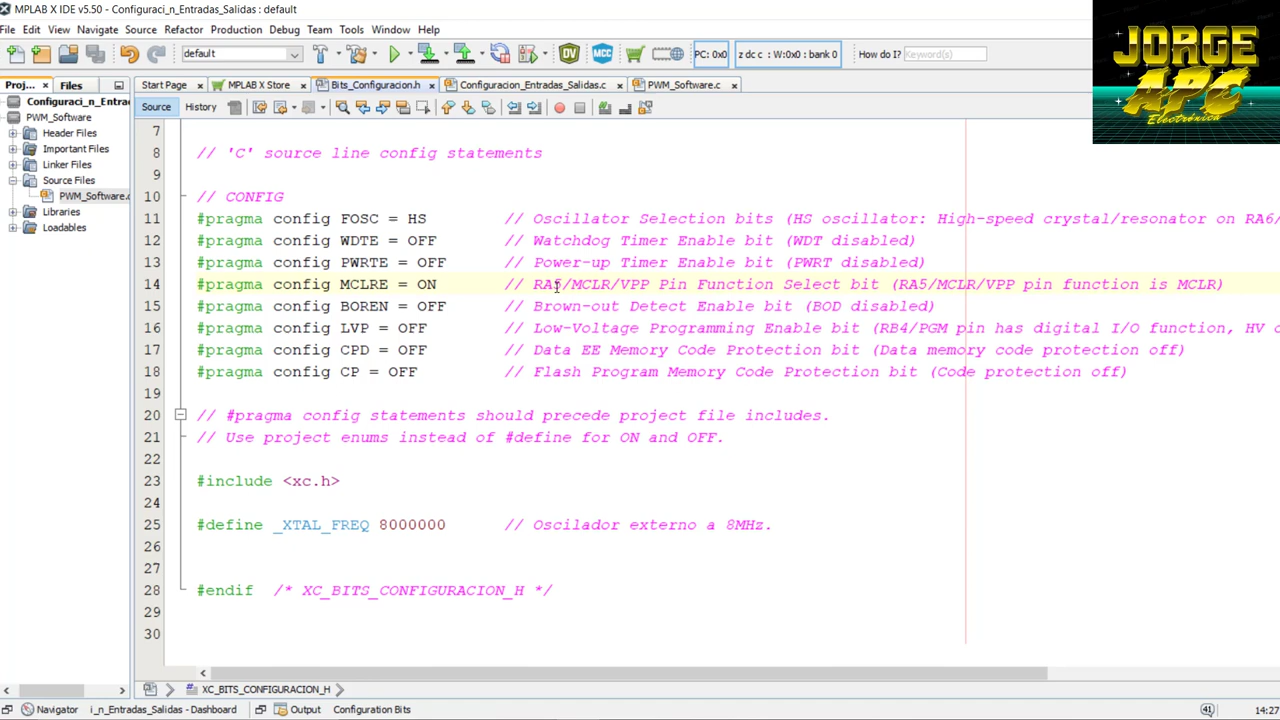 MPLAB X IDE v5.50 - Configuraci_n_Entradas_Salidas : default
File Edit View Navigate Source Refactor Production Debug Team Tools Window Help
default
DV MCC PC: 0x0 z dc c : W:0x0 : bank 0 How do I? Keyword(s)
JORGE
APC
Electrónica
Proj... × Files Start Page × MPLAB X Store × Bits_Configuracion.h × Configuracion_Entradas_Salidas.c × PWM_Software.c ×
Source History
Configuraci_n_Entra
PWM_Software
Header Files
Important Files
Linker Files
Source Files
PWM_Software.c
Libraries
Loadables
7
8 // 'C' source line config statements
9
10 // CONFIG
11 #pragma config FOSC = HS // Oscillator Selection bits (HS oscillator: High-speed crystal/resonator on RA6/
12 #pragma config WDTE = OFF // Watchdog Timer Enable bit (WDT disabled)
13 #pragma config PWRTE = OFF // Power-up Timer Enable bit (PWRT disabled)
14 #pragma config MCLRE = ON // RA5/MCLR/VPP Pin Function Select bit (RA5/MCLR/VPP pin function is MCLR)
15 #pragma config BOREN = OFF // Brown-out Detect Enable bit (BOD disabled)
16 #pragma config LVP = OFF // Low-Voltage Programming Enable bit (RB4/PGM pin has digital I/O function, HV
17 #pragma config CPD = OFF // Data EE Memory Code Protection bit (Data memory code protection off)
18 #pragma config CP = OFF // Flash Program Memory Code Protection bit (Code protection off)
19
20 // #pragma config statements should precede project file includes.
21 // Use project enums instead of #define for ON and OFF.
22
23 #include <xc.h>
24
25 #define _XTAL_FREQ 8000000 // Oscilador externo a 8MHz.
26
27
28 #endif /* XC_BITS_CONFIGURACION_H */
29
30
XC_BITS_CONFIGURACION_H
Navigator i_n_Entradas_Salidas - Dashboard Output Configuration Bits 41 14:27